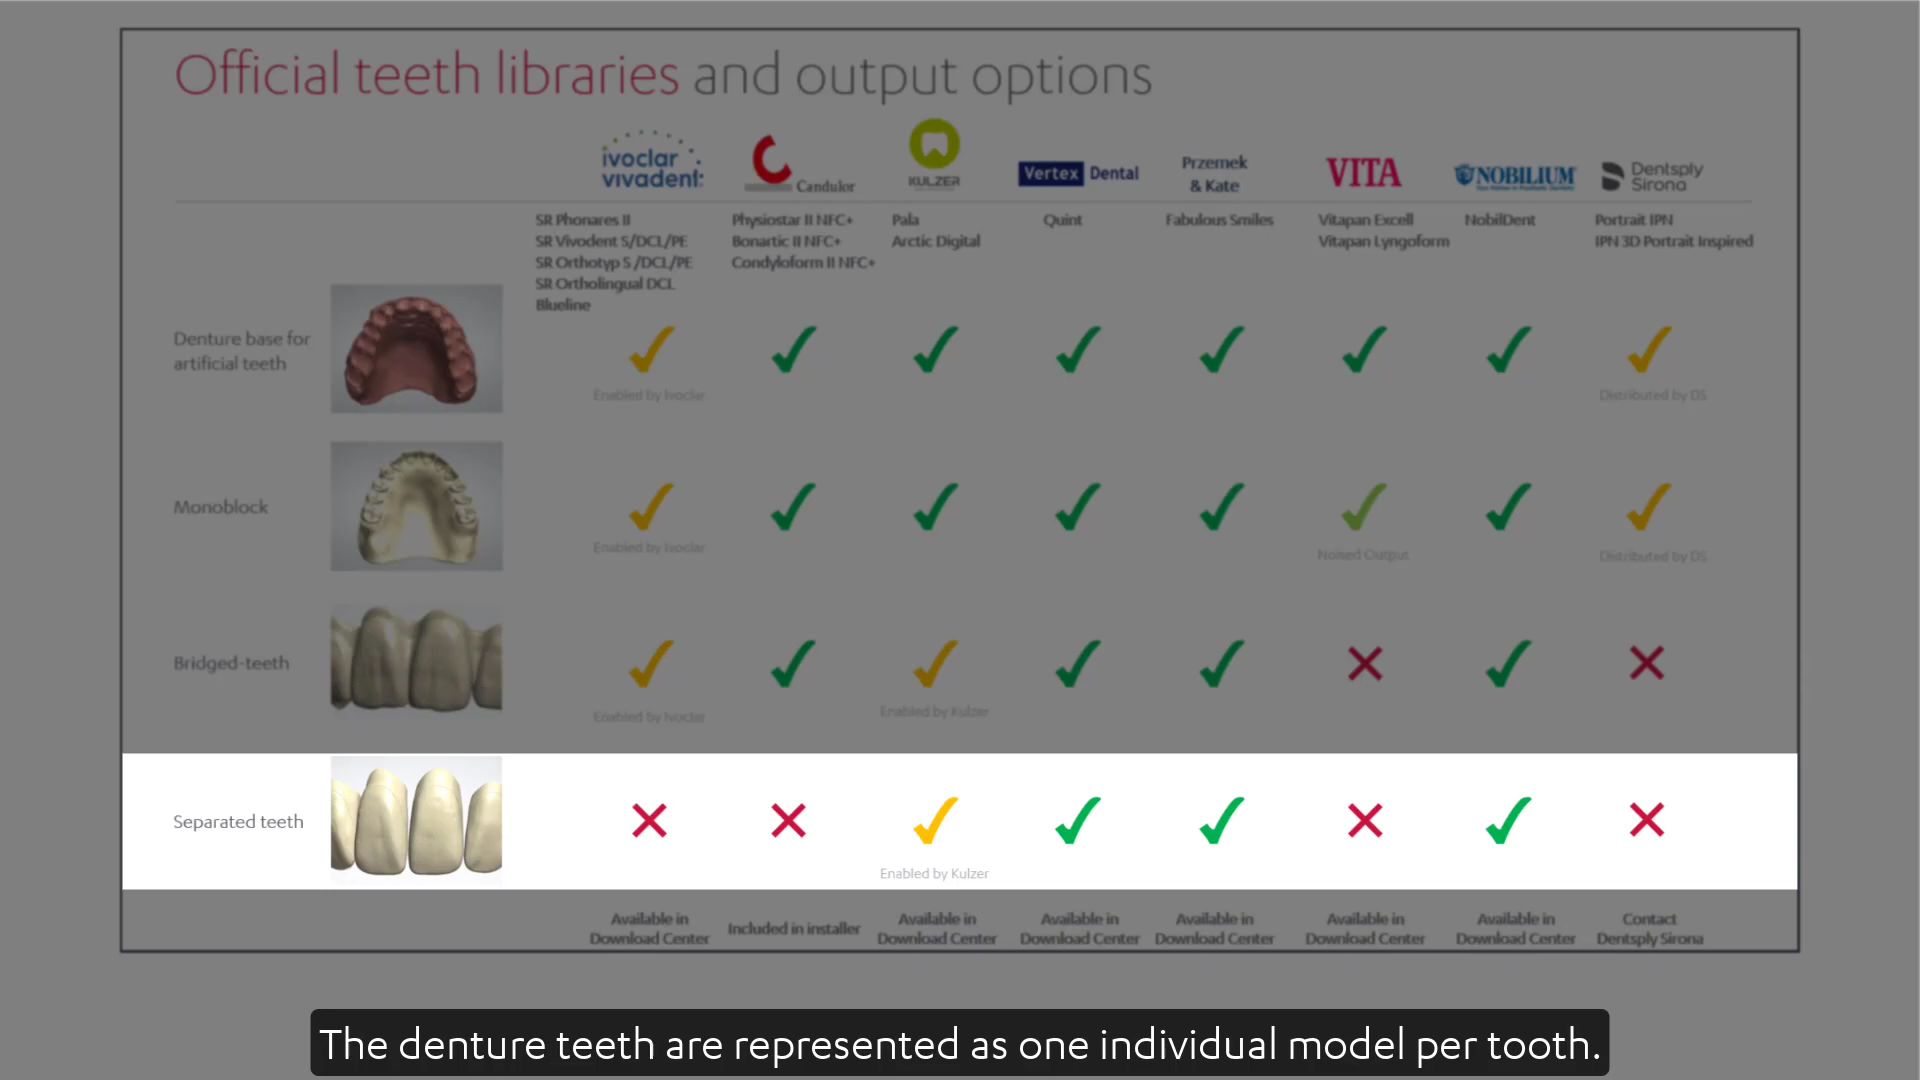 Official teeth libraries and output options
ivoclar vivadent:
Candulor
KULZER
Vertex Dental
Przemek & Kate
VITA
NOBILIUM
Dentsply Sirona
SR Phonares II
SR Vivodent S/DCL/PE
SR Orthotyp S /DCL/PE
SR Ortholingual DCL
Blueline
Physiostar II NFC+
Bonartic II NFC+
Condyloform II NFC+
Pala
Arctic Digital
Quint
Fabulous Smiles
Vitapan Excell
Vitapan Lyngoform
NobilDent
Portrait IPN
IPN 3D Portrait Inspired
Denture base for
artificial teeth
Enabled by Ivoclar
Distributed by DS
Monoblock
Enabled by Ivoclar
Noised Output
Distributed by DS
Bridged-teeth
Enabled by Ivoclar
Enabled by Kulzer
Separated teeth
Enabled by Kulzer
Available in
Download Center
Included in installer
Available in
Download Center
Available in
Download Center
Available in
Download Center
Available in
Download Center
Available in
Download Center
Contact
Dentsply Sirona
The denture teeth are represented as one individual model per tooth.